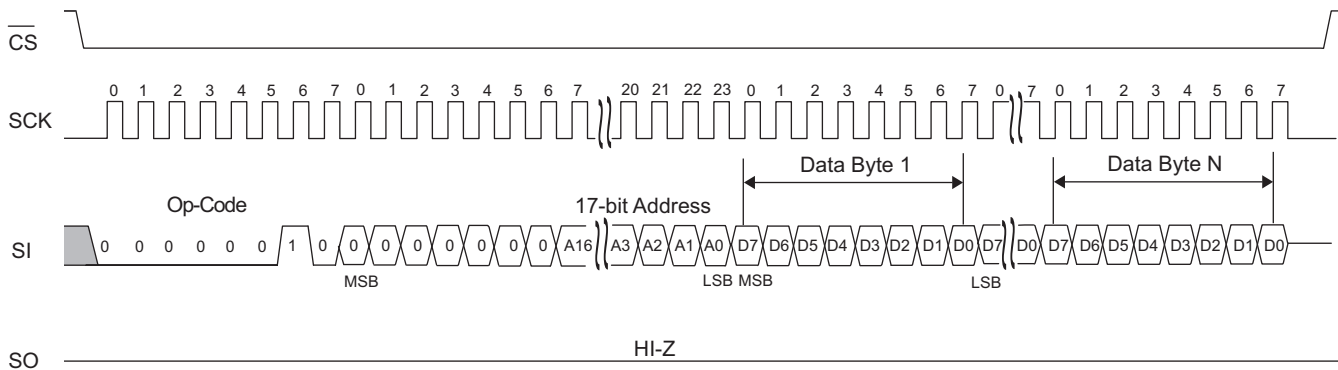 CS
0 1 2 3 4 5 6 7 0 1 2 3 4 5 6 7 20 21 22 23 0 1 2 3 4 5 6 7 0 7 0 1 2 3 4 5 6 7
SCK
Data Byte 1 Data Byte N
Op-Code 17-bit Address
SI 0 0 0 0 0 0 1 0 0 0 0 0 0 0 0 A16 A3 A2 A1 A0 D7 D6 D5 D4 D3 D2 D1 D0 D7 D0 D7 D6 D5 D4 D3 D2 D1 D0
MSB LSB MSB LSB
HI-Z
SO